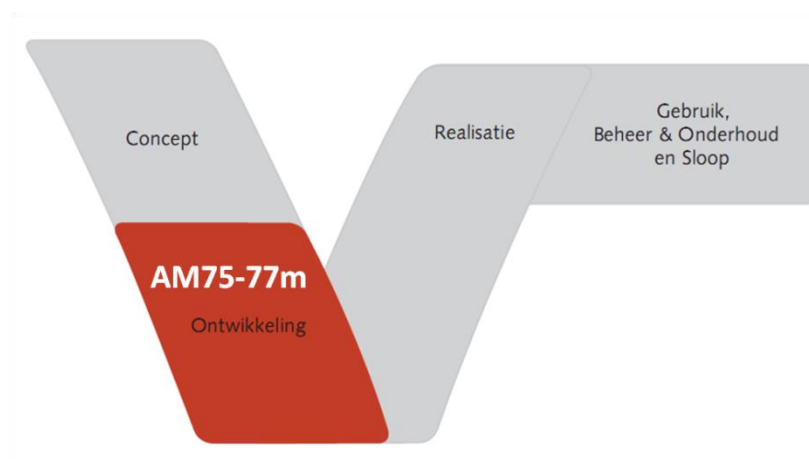 Concept
AM75-77m
Ontwikkeling
Realisatie
Gebruik,
Beheer & Onderhoud
en Sloop